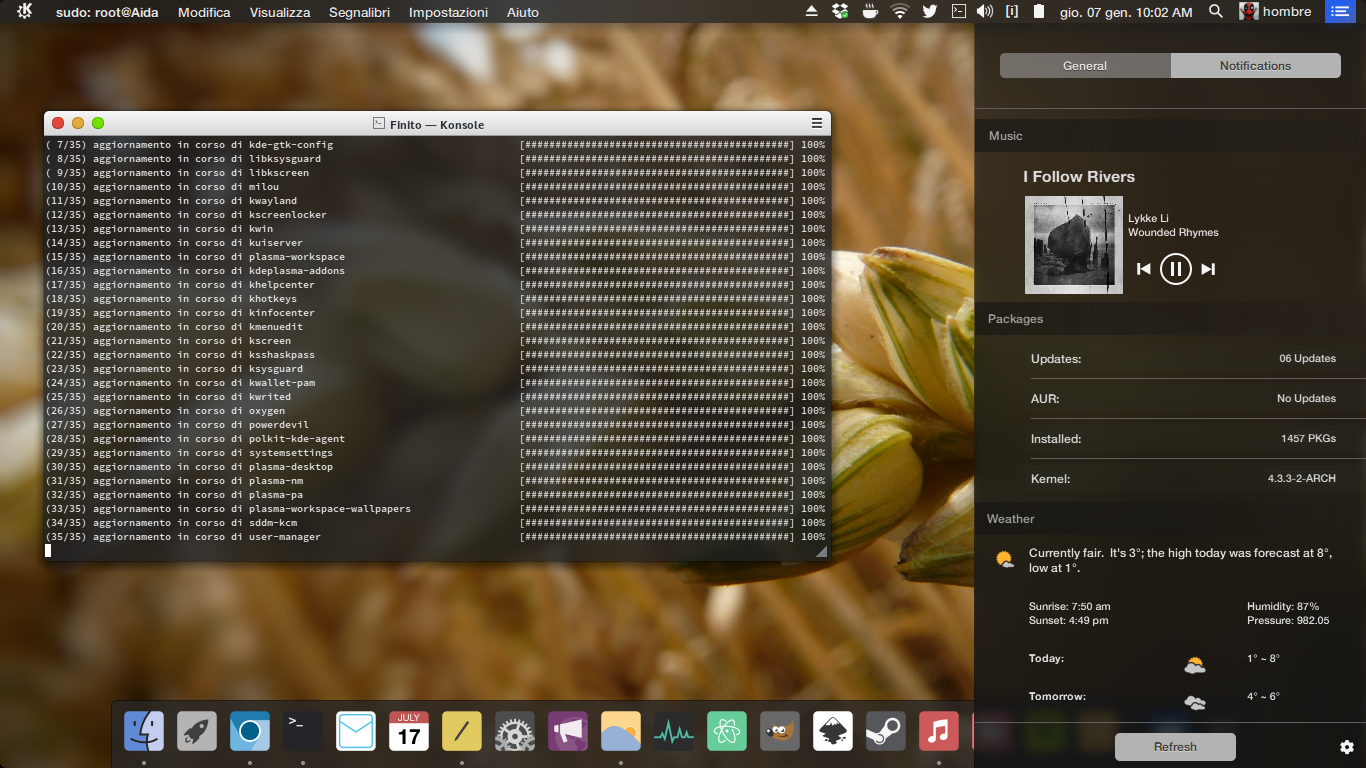 sudo: root@Aida Modifica Visualizza Segnalibri Impostazioni Aiuto [i] gio. 07 gen. 10:02 AM hombre
Finito — Konsole
( 7/35) aggiornamento in corso di kde-gtk-config [######################################] 100%
( 8/35) aggiornamento in corso di libksysguard [######################################] 100%
( 9/35) aggiornamento in corso di libkscreen [######################################] 100%
(10/35) aggiornamento in corso di milou [######################################] 100%
(11/35) aggiornamento in corso di kwayland [######################################] 100%
(12/35) aggiornamento in corso di kscreenlocker [######################################] 100%
(13/35) aggiornamento in corso di kwin [######################################] 100%
(14/35) aggiornamento in corso di kuiserver [######################################] 100%
(15/35) aggiornamento in corso di plasma-workspace [######################################] 100%
(16/35) aggiornamento in corso di kdeplasma-addons [######################################] 100%
(17/35) aggiornamento in corso di khelpcenter [######################################] 100%
(18/35) aggiornamento in corso di khotkeys [######################################] 100%
(19/35) aggiornamento in corso di kinfocenter [######################################] 100%
(20/35) aggiornamento in corso di kmenuedit [######################################] 100%
(21/35) aggiornamento in corso di kscreen [######################################] 100%
(22/35) aggiornamento in corso di ksshaskpass [######################################] 100%
(23/35) aggiornamento in corso di ksysguard [######################################] 100%
(24/35) aggiornamento in corso di kwallet-pam [######################################] 100%
(25/35) aggiornamento in corso di kwrited [######################################] 100%
(26/35) aggiornamento in corso di oxygen [######################################] 100%
(27/35) aggiornamento in corso di powerdevil [######################################] 100%
(28/35) aggiornamento in corso di polkit-kde-agent [######################################] 100%
(29/35) aggiornamento in corso di systemsettings [######################################] 100%
(30/35) aggiornamento in corso di plasma-desktop [######################################] 100%
(31/35) aggiornamento in corso di plasma-nm [######################################] 100%
(32/35) aggiornamento in corso di plasma-pa [######################################] 100%
(33/35) aggiornamento in corso di plasma-workspace-wallpapers [######################################] 100%
(34/35) aggiornamento in corso di sddm-kcm [######################################] 100%
(35/35) aggiornamento in corso di user-manager [######################################] 100%
General Notifications
Music
I Follow Rivers
Lykke Li
Wounded Rhymes
Packages
Updates: 06 Updates
AUR: No Updates
Installed: 1457 PKGs
Kernel: 4.3.3-2-ARCH
Weather
Currently fair. It's 3°; the high today was forecast at 8°,
low at 1°.
Sunrise: 7:50 am Humidity: 87%
Sunset: 4:49 pm Pressure: 982.05
Today: 1° ~ 8°
Tomorrow: 4° ~ 6°
Refresh
>_
JULY
17